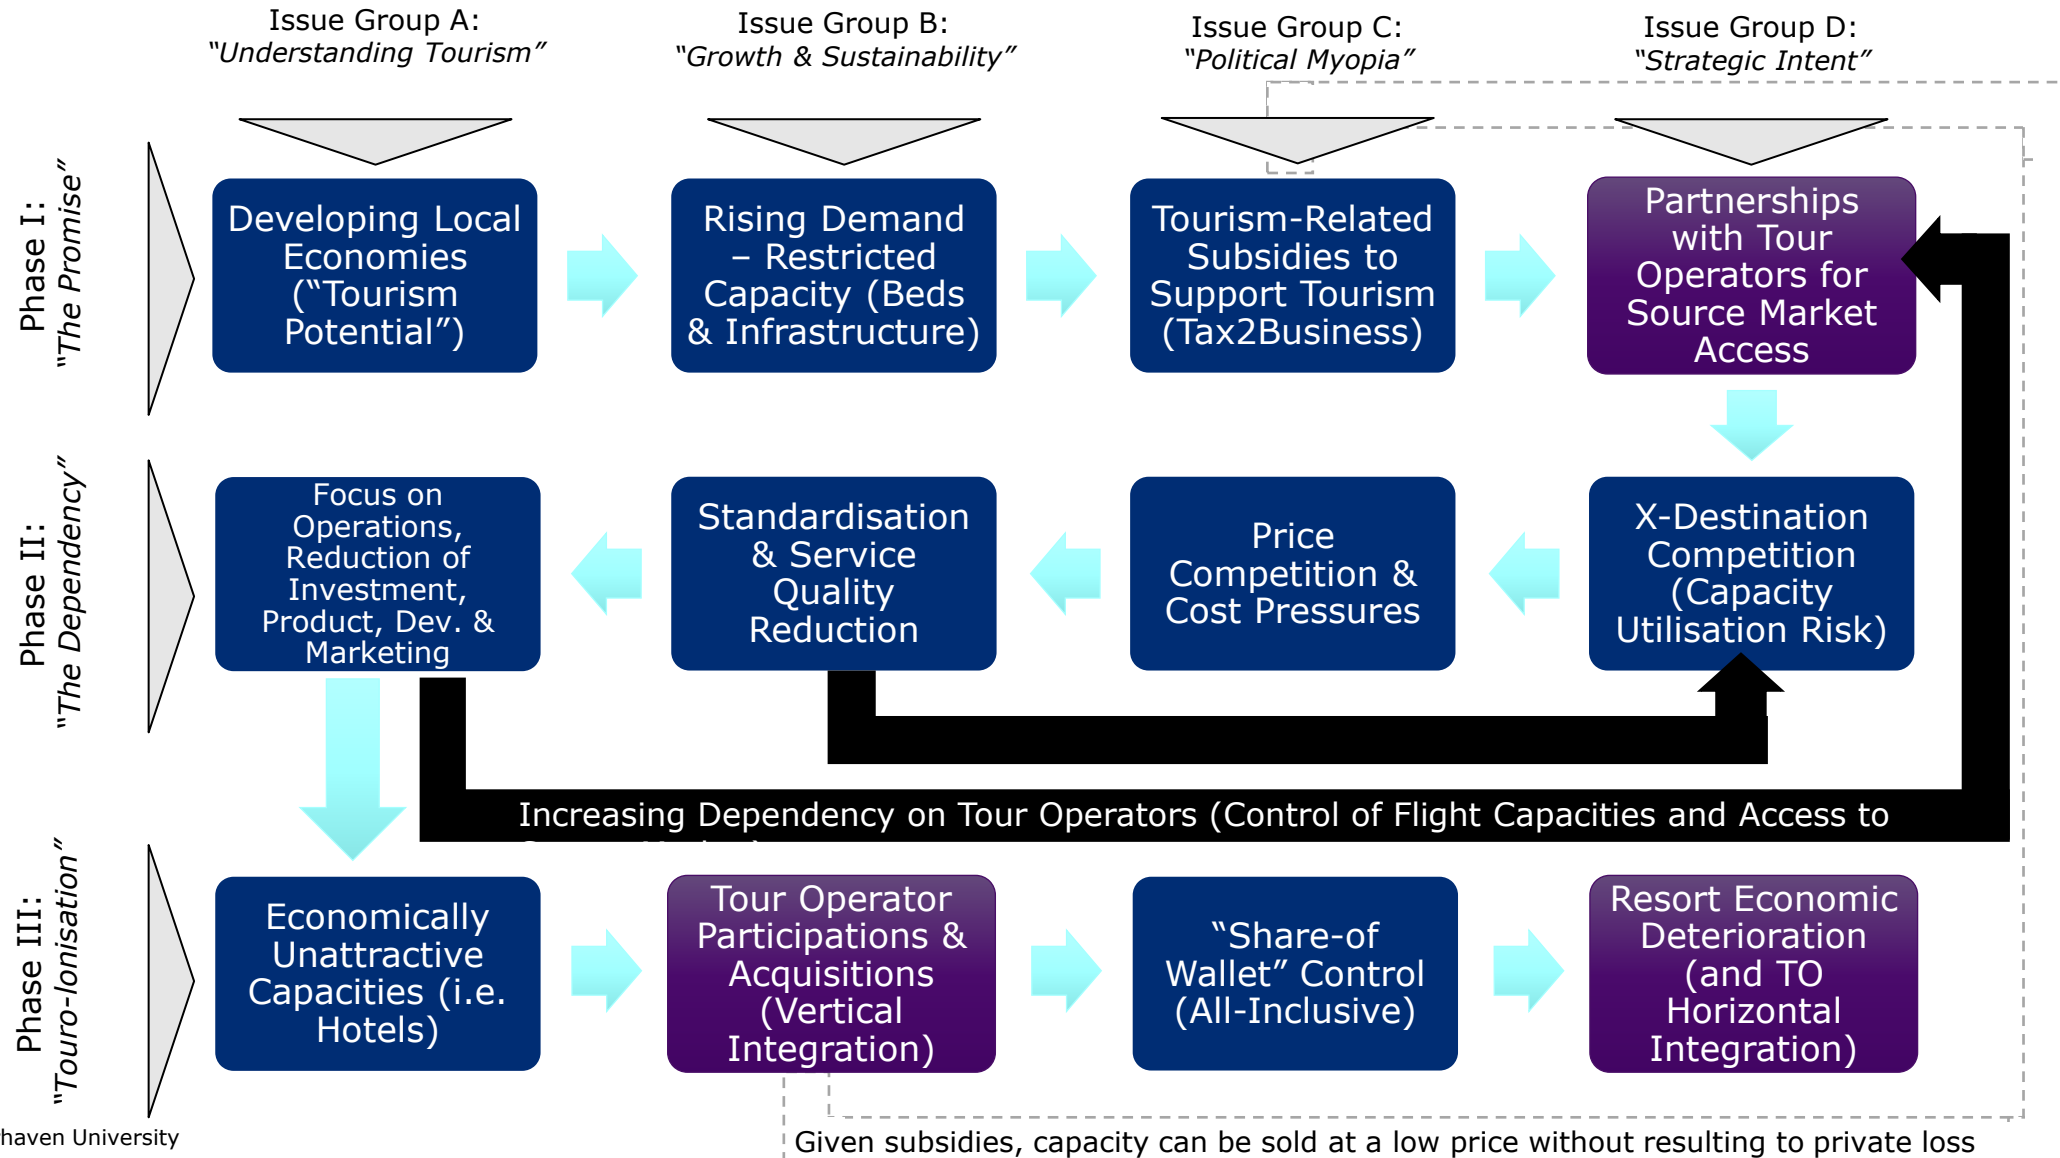 Issue Group A:
“Understanding Tourism”
Issue Group B:
“Growth & Sustainability”
Issue Group C:
“Political Myopia”
Issue Group D:
“Strategic Intent”
Phase I:
“The Promise”
Developing Local
Economies
(“Tourism
Potential”)
Rising Demand
– Restricted
Capacity (Beds
& Infrastructure)
Tourism-Related
Subsidies to
Support Tourism
(Tax2Business)
Partnerships
with Tour
Operators for
Source Market
Access
Phase II:
“The Dependency”
Focus on
Operations,
Reduction of
Investment,
Product, Dev. &
Marketing
Standardisation
& Service
Quality
Reduction
Price
Competition &
Cost Pressures
X-Destination
Competition
(Capacity
Utilisation Risk)
Increasing Dependency on Tour Operators (Control of Flight Capacities and Access to
Phase III:
“Touro-Ionisation”
Economically
Unattractive
Capacities (i.e.
Hotels)
Tour Operator
Participations &
Acquisitions
(Vertical
Integration)
“Share-of
Wallet” Control
(All-Inclusive)
Resort Economic
Deterioration
(and TO
Horizontal
Integration)
haven University
Given subsidies, capacity can be sold at a low price without resulting to private loss